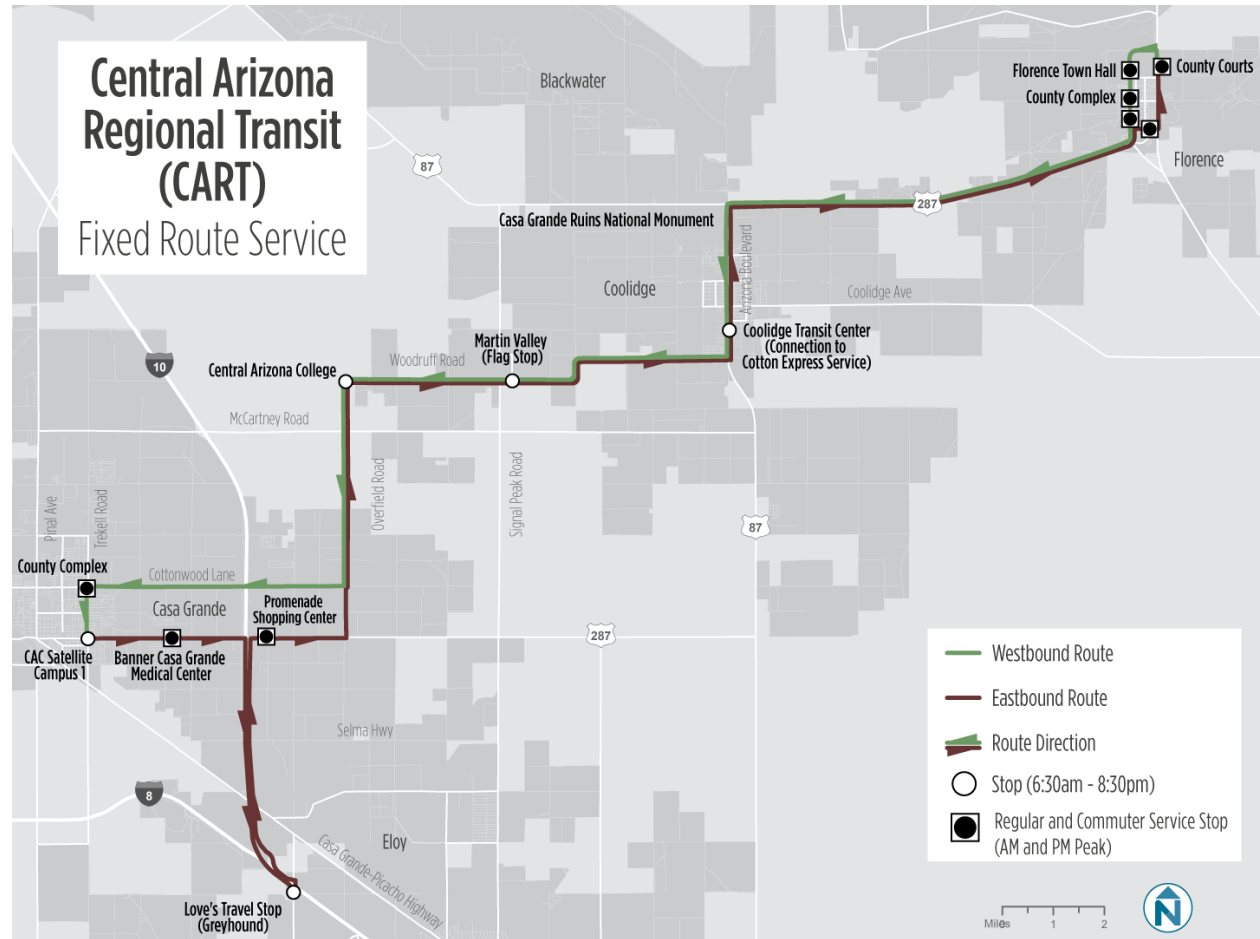 Central Arizona
Regional Transit
(CART)
Fixed Route Service
Blackwater
87
Florence Town Hall
County Courts
County Complex
Florence
287
Casa Grande Ruins National Monument
Arizona Boulevard
Coolidge
Coolidge Ave
Coolidge Transit Center
(Connection to
Cotton Express Service)
Martin Valley
(Flag Stop)
Woodruff Road
10
Central Arizona College
McCartney Road
Pinal Ave
Trekell Road
Overfield Road
Signal Peak Road
87
County Complex
Cottonwood Lane
Casa Grande
Promenade
Shopping Center
287
CAC Satellite
Campus 1
Banner Casa Grande
Medical Center
Selma Hwy
8
Eloy
Casa Grande-Picacho Highway
Love's Travel Stop
(Greyhound)
Westbound Route
Eastbound Route
Route Direction
Stop (6:30am - 8:30pm)
Regular and Commuter Service Stop
(AM and PM Peak)
Miles
0 1 2
N